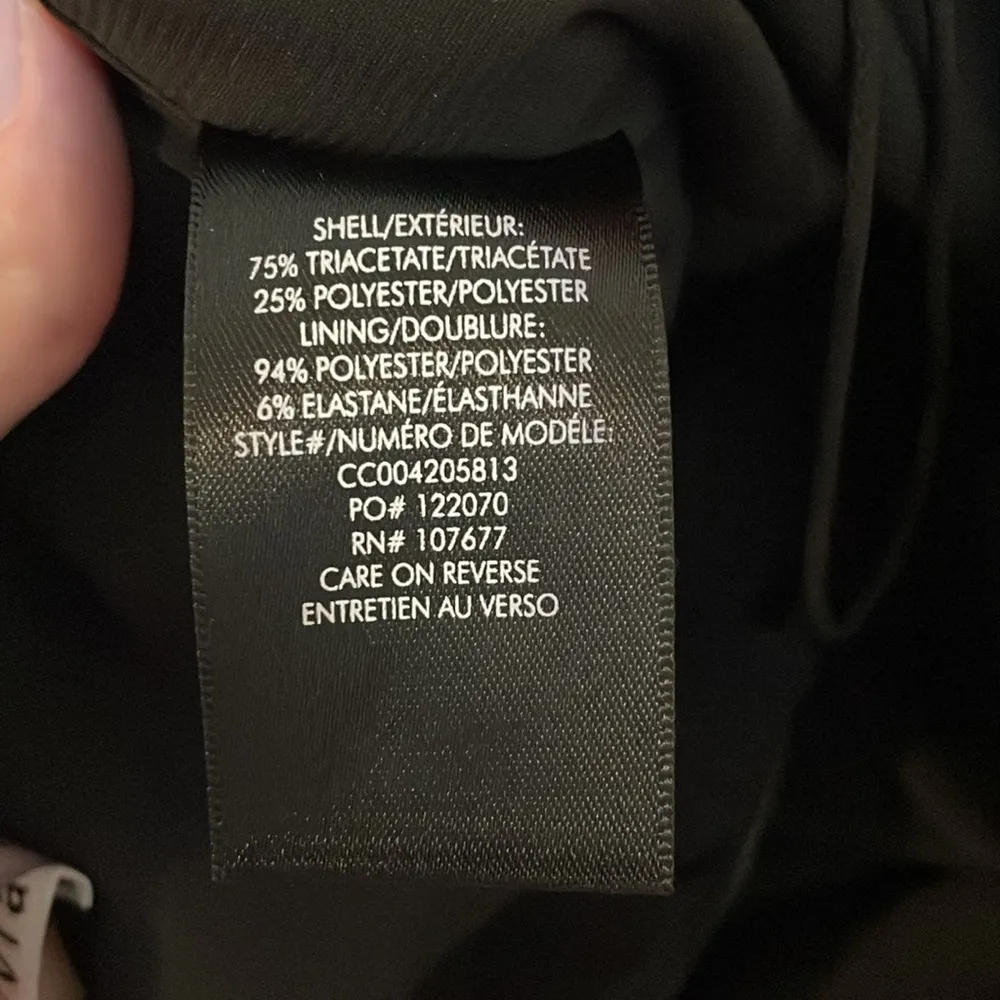 SHELL/EXTÉRIEUR:
75% TRIACETATE/TRIACÉTATE
25% POLYESTER/POLYESTER
LINING/DOUBLURE:
94% POLYESTER/POLYESTER
6% ELASTANE/ÉLASTHANNE
STYLE#/NUMÉRO DE MODÉLE:
CC004205813
PO# 122070
RN# 107677
CARE ON REVERSE
ENTRETIEN AU VERSO